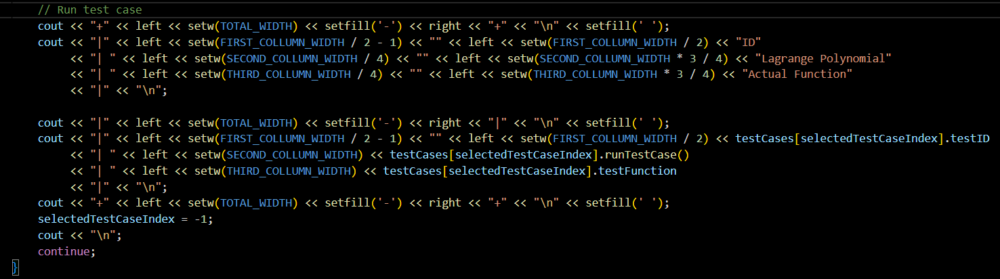 // Run test case
cout << "+" << left << setw(TOTAL_WIDTH) << setfill('-') << right << "+" << "\n" << setfill(' ');
cout << "|" << left << setw(FIRST_COLLUMN_WIDTH / 2 - 1) << "" << left << setw(FIRST_COLLUMN_WIDTH / 2) << "ID"
<< "| " << left << setw(SECOND_COLLUMN_WIDTH / 4) << "" << left << setw(SECOND_COLLUMN_WIDTH * 3 / 4) << "Lagrange Polynomial"
<< "| " << left << setw(THIRD_COLLUMN_WIDTH / 4) << "" << left << setw(THIRD_COLLUMN_WIDTH * 3 / 4) << "Actual Function"
<< "|" << "\n";
cout << "|" << left << setw(TOTAL_WIDTH) << setfill('-') << right << "|" << "\n" << setfill(' ');
cout << "|" << left << setw(FIRST_COLLUMN_WIDTH / 2 - 1) << "" << left << setw(FIRST_COLLUMN_WIDTH / 2) << testCases[selectedTestCaseIndex].testID
<< "| " << left << setw(SECOND_COLLUMN_WIDTH) << testCases[selectedTestCaseIndex].runTestCase()
<< "| " << left << setw(THIRD_COLLUMN_WIDTH) << testCases[selectedTestCaseIndex].testFunction
<< "|" << "\n";
cout << "+" << left << setw(TOTAL_WIDTH) << setfill('-') << right << "+" << "\n" << setfill(' ');
selectedTestCaseIndex = -1;
cout << "\n";
continue;
}